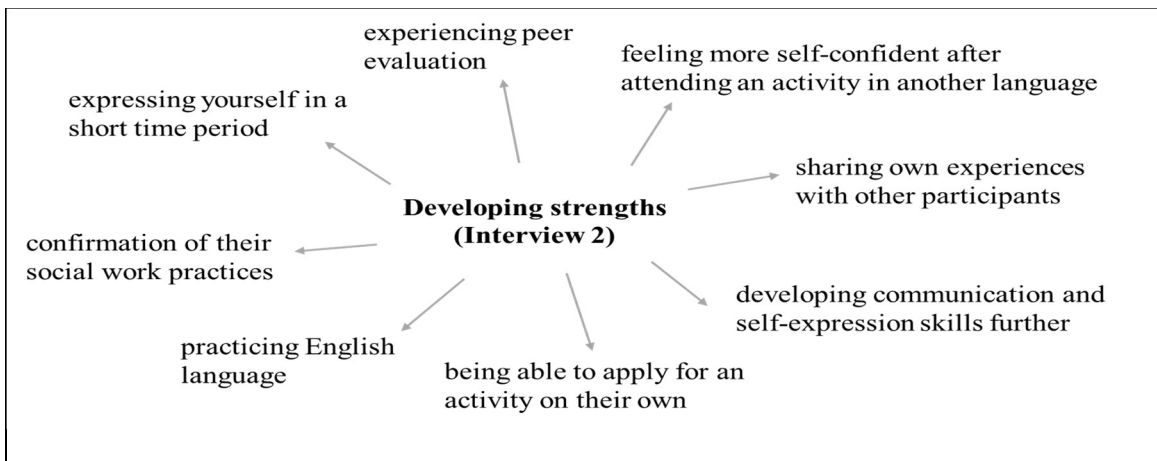 experiencing peer
evaluation
feeling more self-confident after
attending an activity in another language
expressing yourself in a
short time period
sharing own experiences
with other participants
Developing strengths
(Interview 2)
confirmation of their
social work practices
developing communication and
self-expression skills further
practicing English
language
being able to apply for an
activity on their own